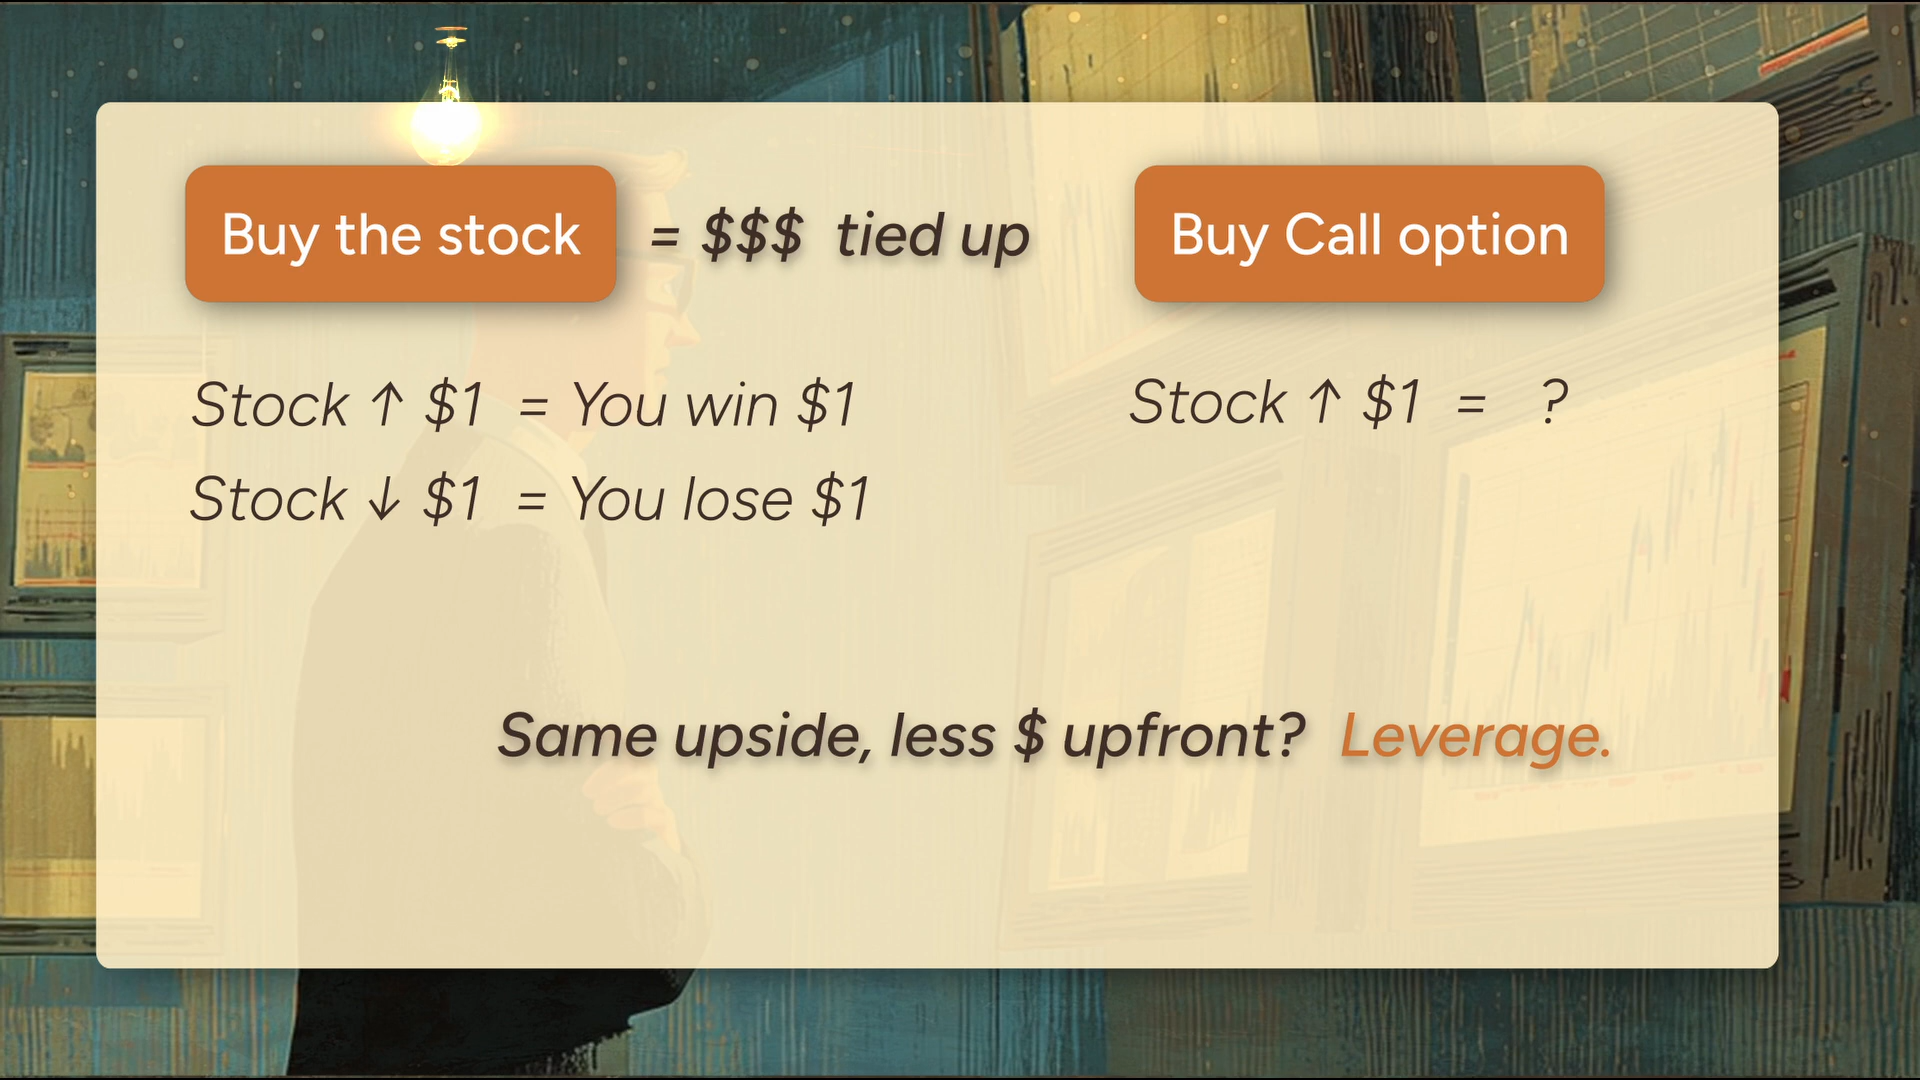 Buy the stock = $$$ tied up
Stock ↑ $1 = You win $1
Stock ↓ $1 = You lose $1
Buy Call option
Stock ↑ $1 = ?
Same upside, less $ upfront? Leverage.